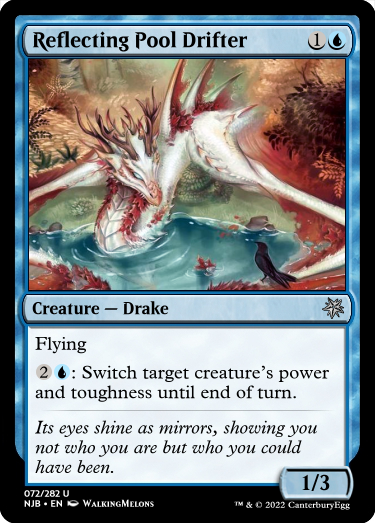 Reflecting Pool Drifter 1
Creature — Drake
Flying
2 : Switch target creature's power
and toughness until end of turn.
Its eyes shine as mirrors, showing you
not who you are but who you could
have been.
1/3
072/282 U
NJB • EN WalkingMelons
™ & © 2022 CanterburyEgg